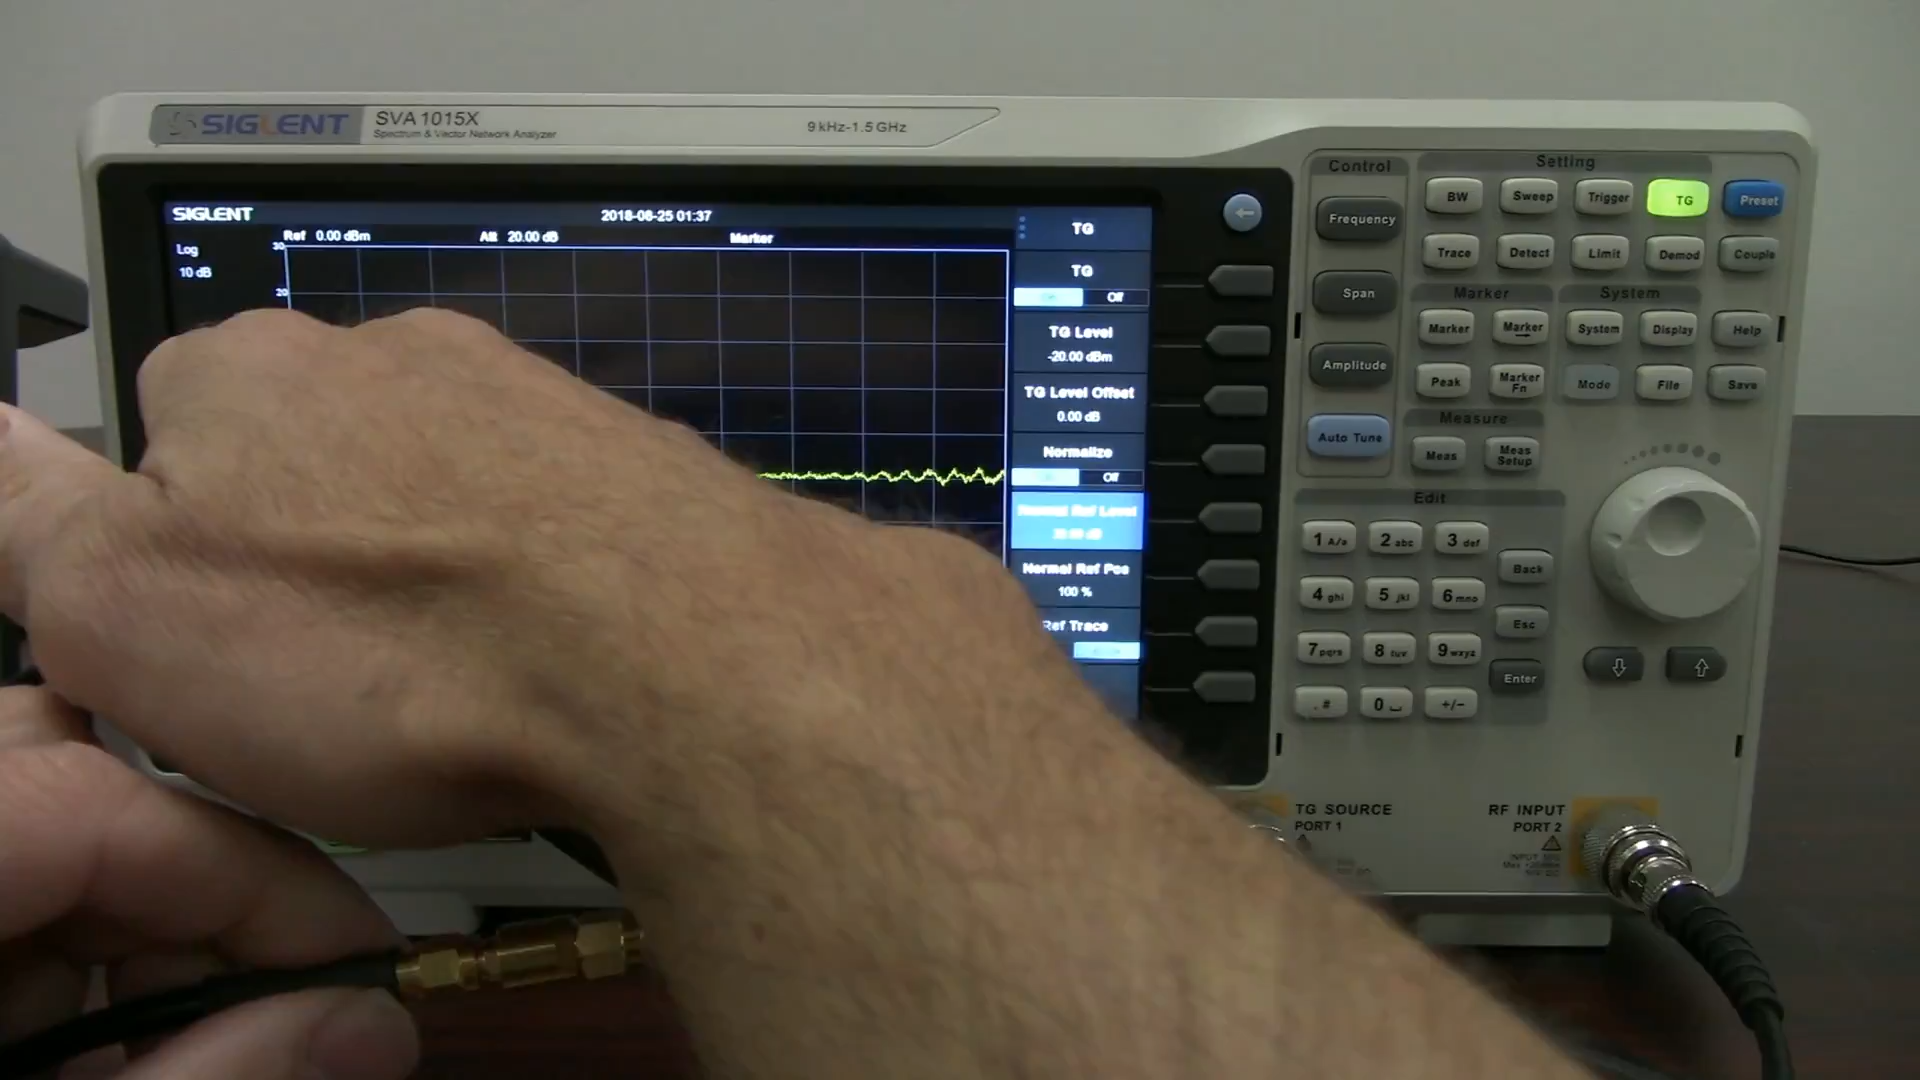 SIGLENT
SVA1015X
Spectrum & Vector Network Analyzer
9 kHz-1.5 GHz
SIGLENT
2018-08-25 01:37
Log
10 dB
Ref 0.00 dBm
Att 20.00 dB
Marker
30
20
TG
TG
Off
TG Level
-20.00 dBm
TG Level Offset
0.00 dB
Normalize
Off
Normal Ref Level
Normal Ref Pos
100 %
Ref Trace
Control
Frequency
Span
Amplitude
Auto Tune
Setting
BW
Sweep
Trigger
TG
Preset
Trace
Detect
Limit
Demod
Couple
Marker
System
Marker
Marker
System
Display
Help
Peak
Marker
Fn
Mode
File
Save
Measure
Meas
Meas
Setup
Edit
1 A/a
2 abc
3 def
Back
4 ghi
5 jkl
6 mno
Esc
7 pqrs
8 tuv
9 wxyz
Enter
. #
0
+/−
TG SOURCE
PORT 1
RF INPUT
PORT 2